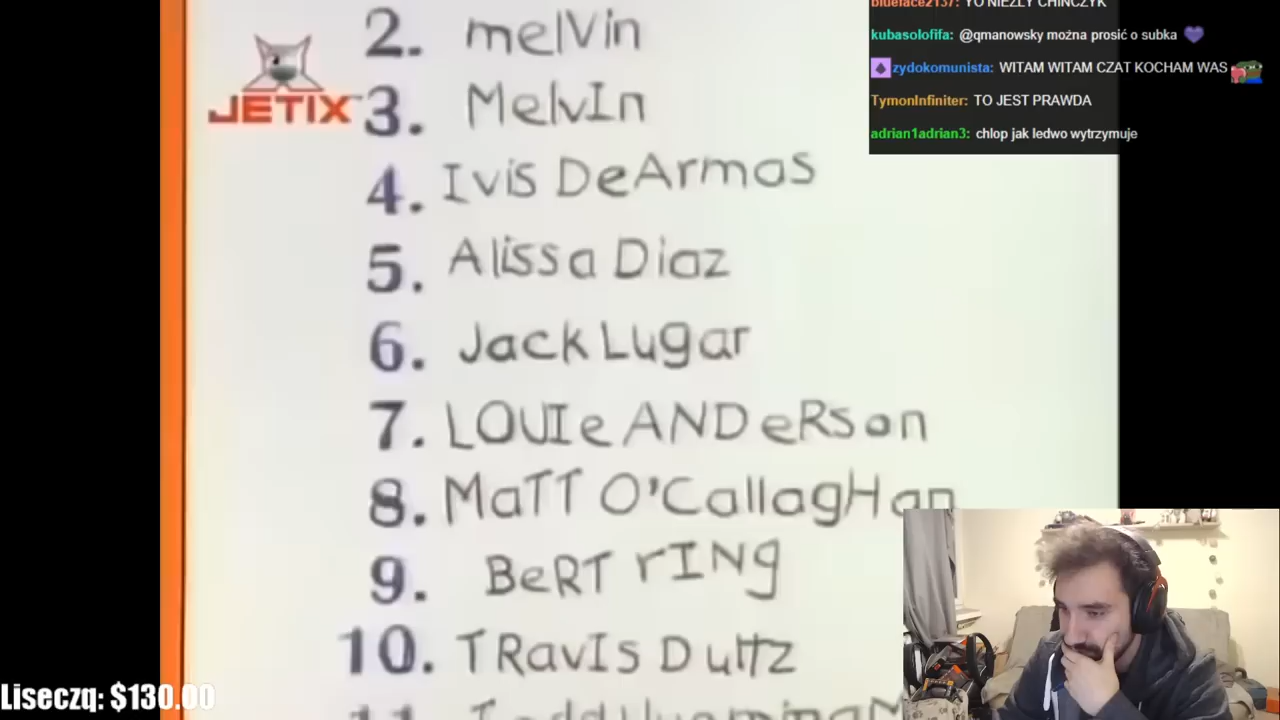 2. melVin
JETIX
3. MelvIn
4. Ivis DeArmas
5. Alissa Diaz
6. Jack Lugar
7. LOUIe ANDeRson
8. MaTT O'CallagHan
9. BeRT rINg
10. TRavIs Dultz
blueface2137: YO NIEZŁY CHIŃCZYK
kubasolofifa: @qmanowsky można prosić o subka
zydokomunista: WITAM WITAM CZAT KOCHAM WAS
TymonInfiniter: TO JEST PRAWDA
adrian1adrian3: chlop jak ledwo wytrzymuje
Liseczq: $130.00